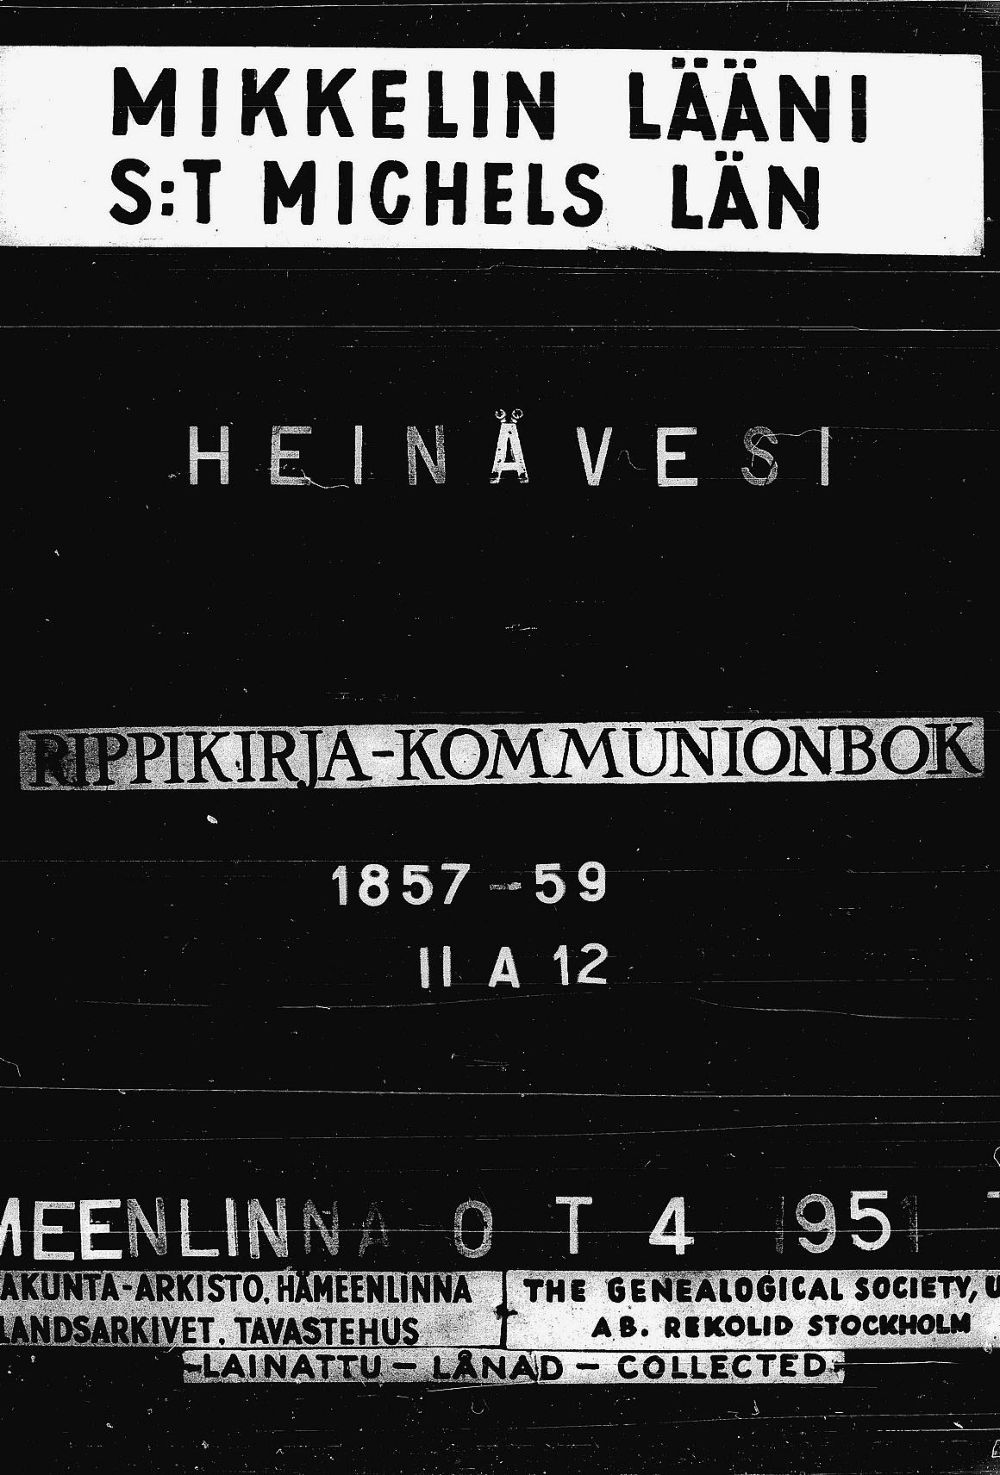 MIKKELIN LÄÄNI
S:T MICHELS LÄN
HEINÄVESI
RIPPIKIRJA-KOMMUNIONBOK
1857-59
II A 12
MEENLINNA O T 4 1951
AKUNTA-ARKISTO, HÄMEENLINNA
LANDSARKIVET. TAVASTEHUS
THE GENEALOGICAL SOCIETY, U
AB. REKOLID STOCKHOLM
-LAINATTU - LÅNAD - COLLECTED-